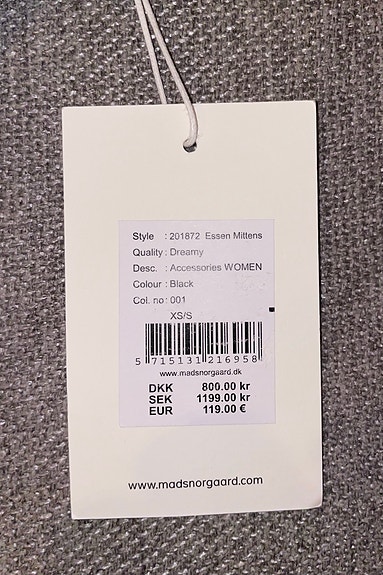 Style : 201872 Essen Mittens
Quality : Dreamy
Desc. : Accessories WOMEN
Colour : Black
Col. no : 001
XS/S
5 715131 216958
www.madsnorgaard.dk
DKK 800.00 kr
SEK 1199.00 kr
EUR 119.00 €
www.madsnorgaard.com